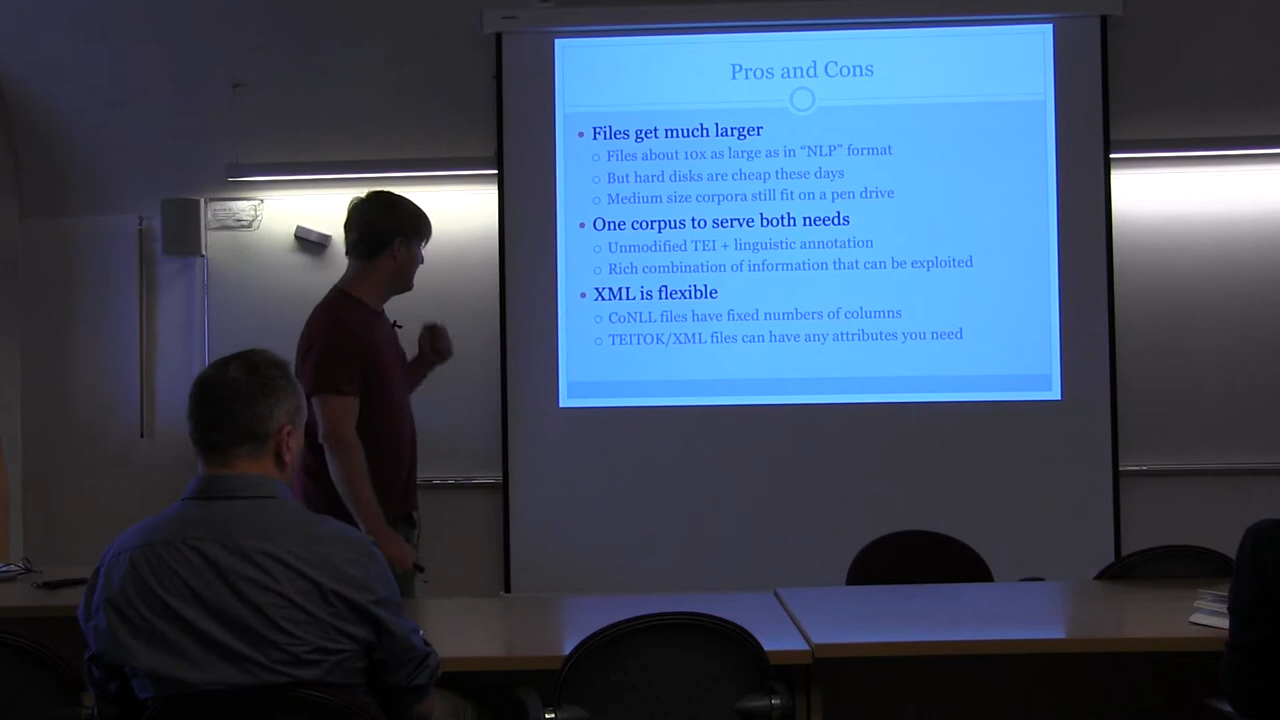 Pros and Cons
Files get much larger
Files about 10x as large as in “NLP” format
But hard disks are cheap these days
Medium size corpora still fit on a pen drive
One corpus to serve both needs
Unmodified TEI + linguistic annotation
Rich combination of information that can be exploited
XML is flexible
CoNLL files have fixed numbers of columns
TEITOK/XML files can have any attributes you need